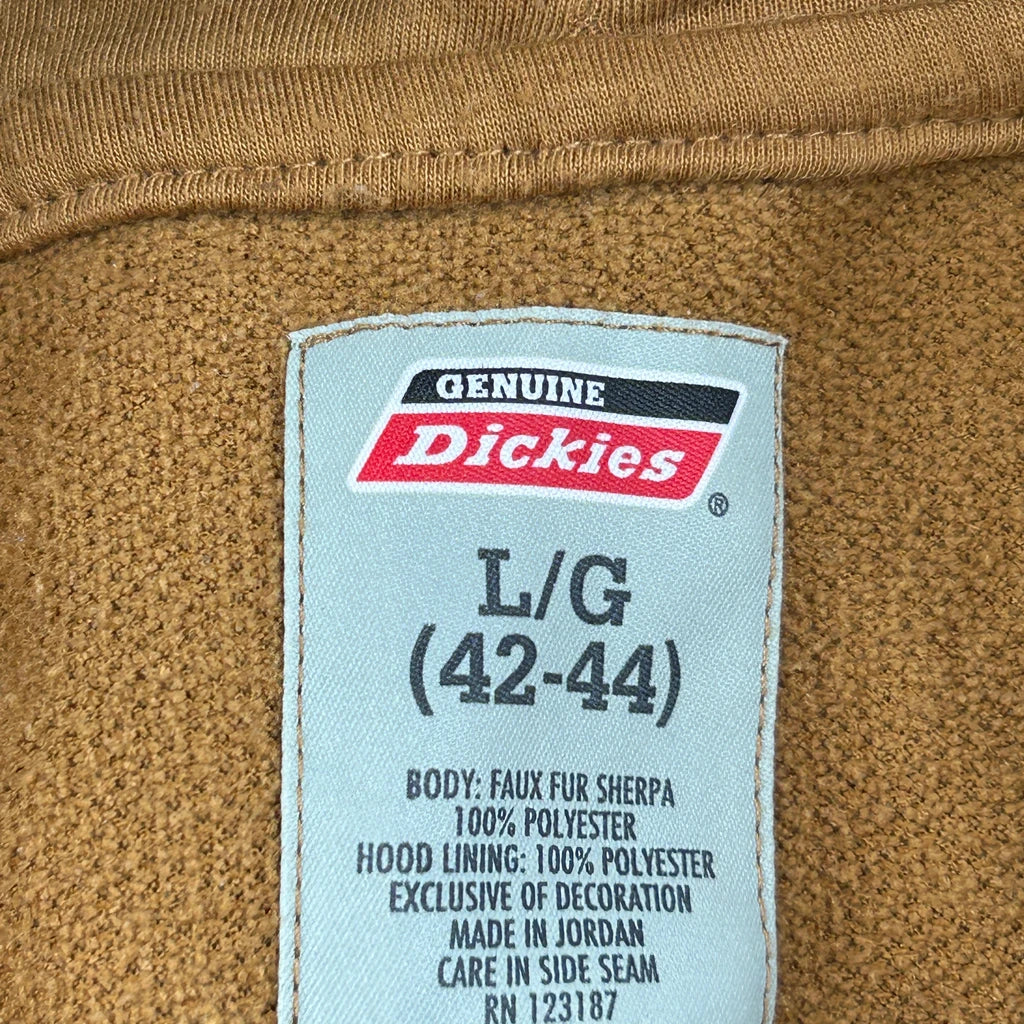 GENUINE
Dickies
®
L/G
(42-44)
BODY: FAUX FUR SHERPA
100% POLYESTER
HOOD LINING: 100% POLYESTER
EXCLUSIVE OF DECORATION
MADE IN JORDAN
CARE IN SIDE SEAM
RN 123187